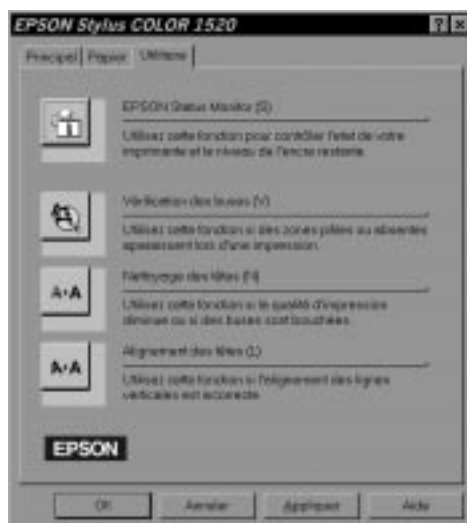 EPSON Stylus COLOR 1520
Principal Papier Utilitaire
EPSON Status Monitor (S)
Utilisez cette fonction pour contrôler l'état de votre
imprimante et le niveau de l'encre restante.
Vérification des buses (V)
Utilisez cette fonction si des zones pâles ou absentes
apparaissent lors d'une impression.
Nettoyage des têtes (N)
A A
Utilisez cette fonction si la qualité d'impression
diminue ou si des buses sont bouchées.
Alignement des têtes (L)
A A
Utilisez cette fonction si l'alignement des lignes
verticales est incorrecte.
EPSON
OK Annuler Appliquer Aide